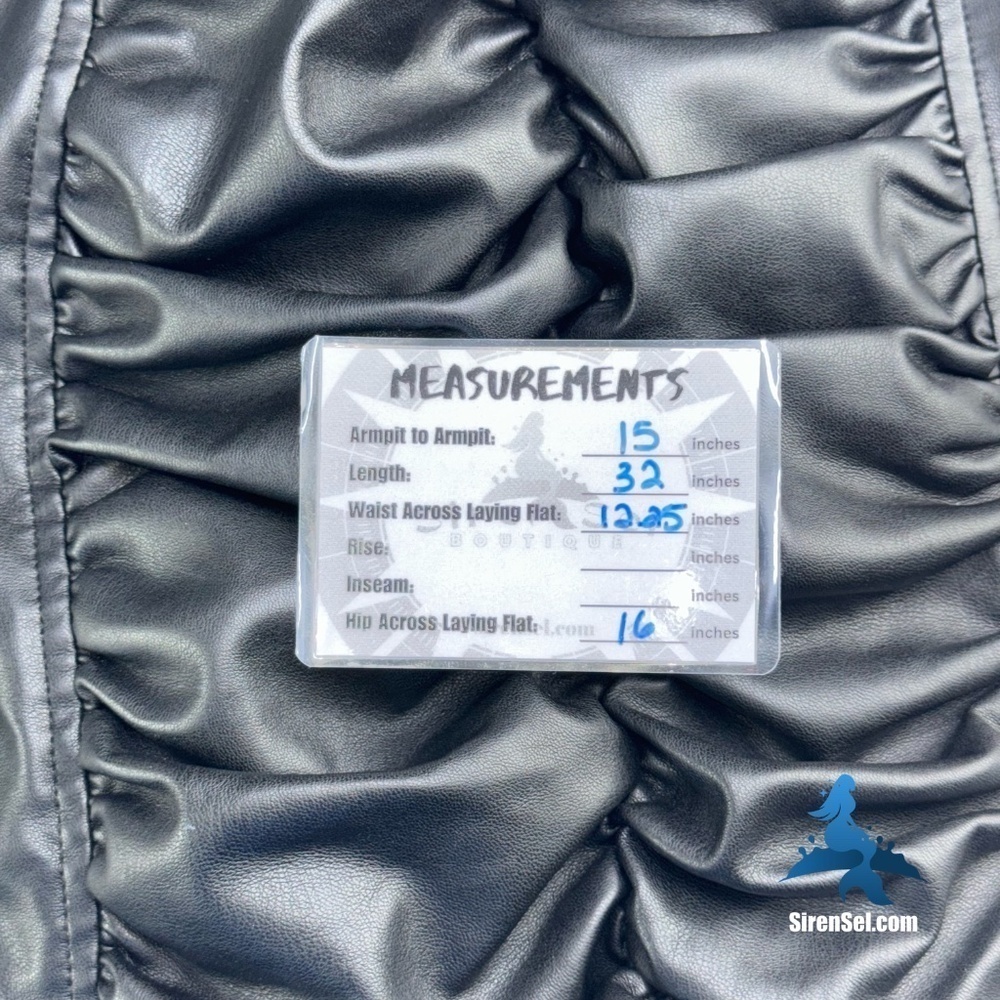 MEASUREMENTS
Armpit to Armpit: 15 inches
Length: 32 inches
Waist Across Laying Flat: 12.25 inches
BOUTIQUE
Rise: inches
Inseam: inches
Hip Across Laying Flat: 16 inches
SirenSel.com